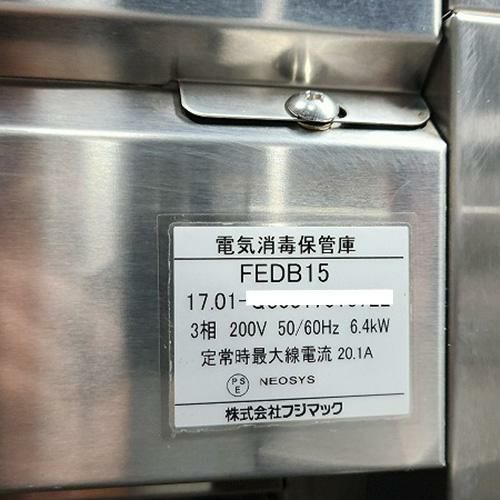 電気消毒保管庫
FEDB15
17.01-
3相 200V 50/60Hz 6.4kW
定常時最大線電流 20.1A
PSE NEOSYS
株式会社フジマック